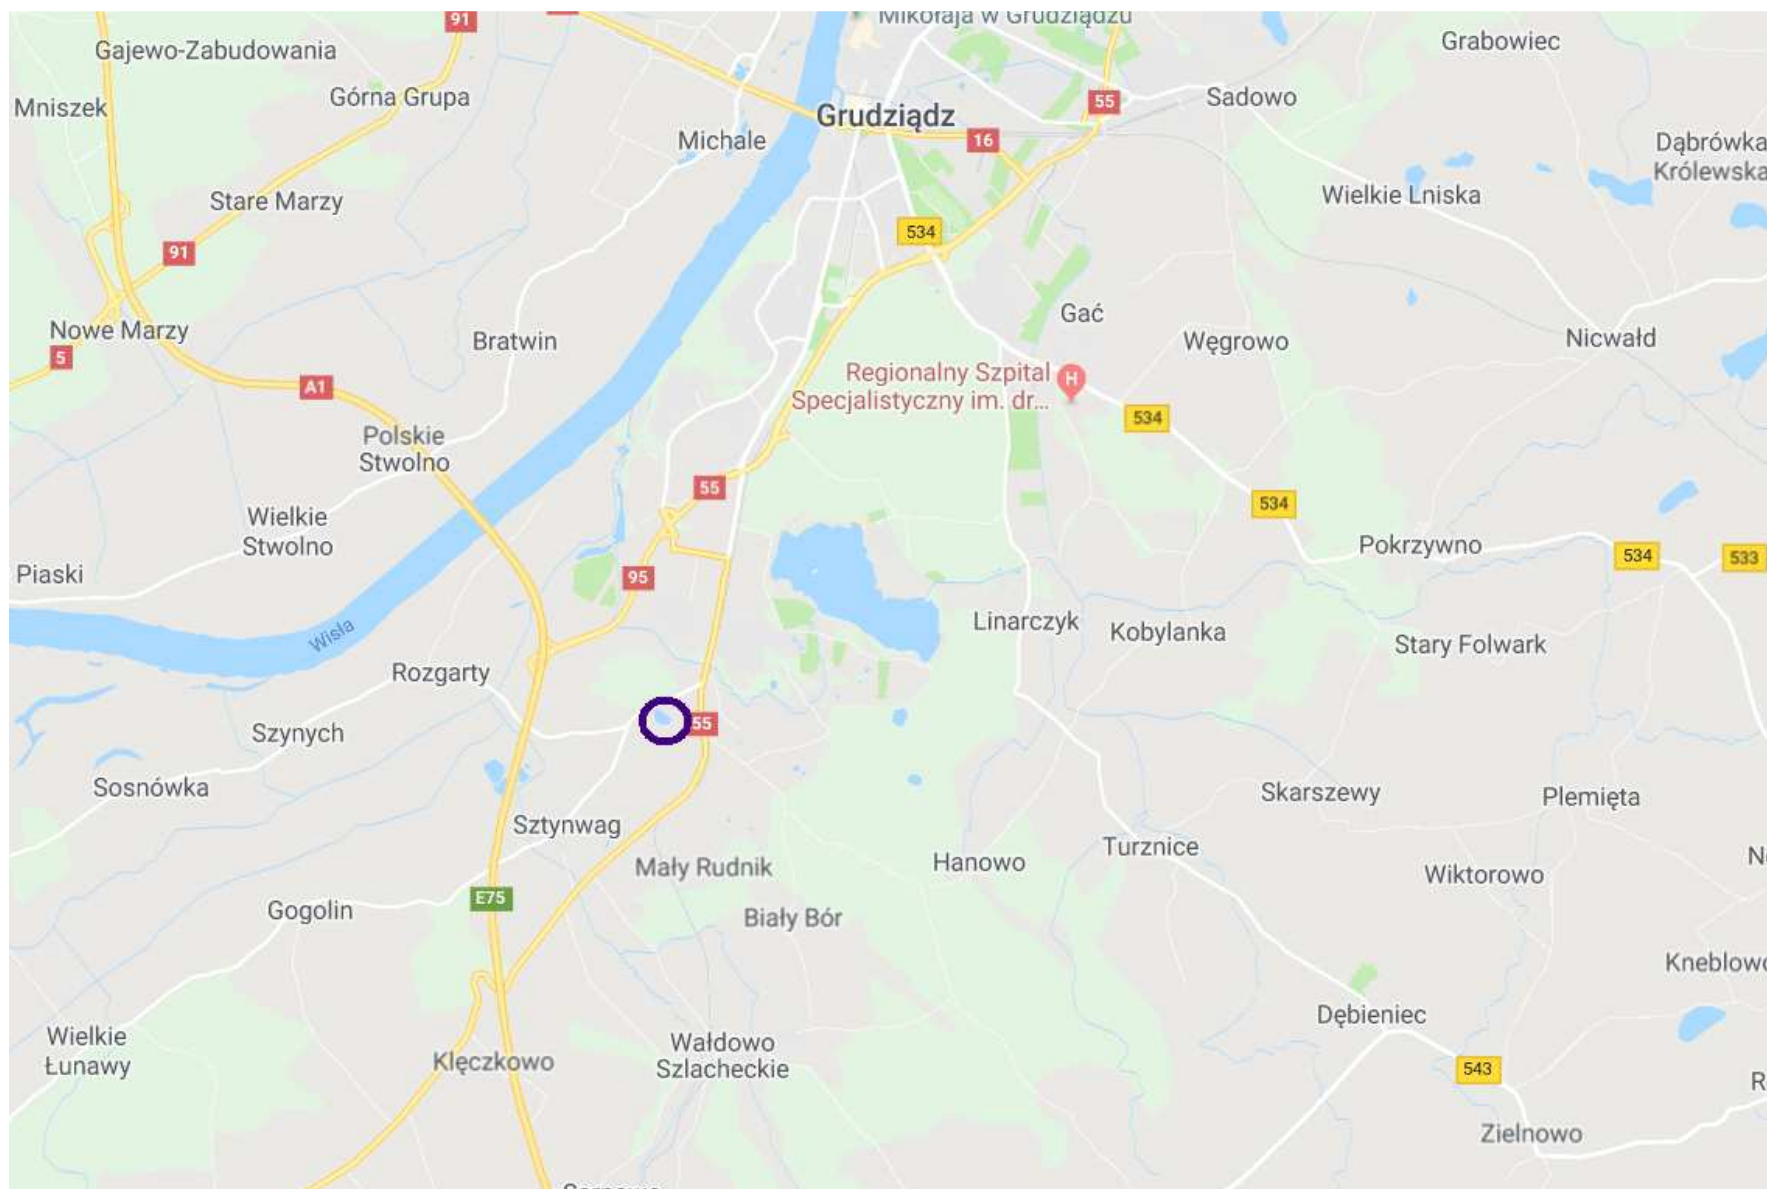 Mikołaja w Grudziądzu
91
Gajewo-Zabudowania
Grabowiec
Mniszek
Górna Grupa
Grudziądz
55
Sadowo
Michale
16
Dąbrówka
Królewska
Stare Marzy
Wielkie Lniska
534
91
Nowe Marzy
Bratwin
Gać
Węgrowo
Nicwałd
5
A1
Regionalny Szpital
Specjalistyczny im. dr...
H
534
Polskie
Stwolno
55
534
Wielkie
Stwolno
Pokrzywno
534
533
Piaski
95
Wisła
Linarczyk
Kobylanka
Stary Folwark
Rozgarty
55
Szynych
Sosnówka
Skarszewy
Plemięta
Sztynwag
Mały Rudnik
Hanowo
Turznice
N
Wiktorowo
E75
Gogolin
Biały Bór
Kneblowo
Dębieniec
Wielkie
Łunawy
Klęczkowo
Wałdowo
Szlacheckie
543
R
Zielnowo